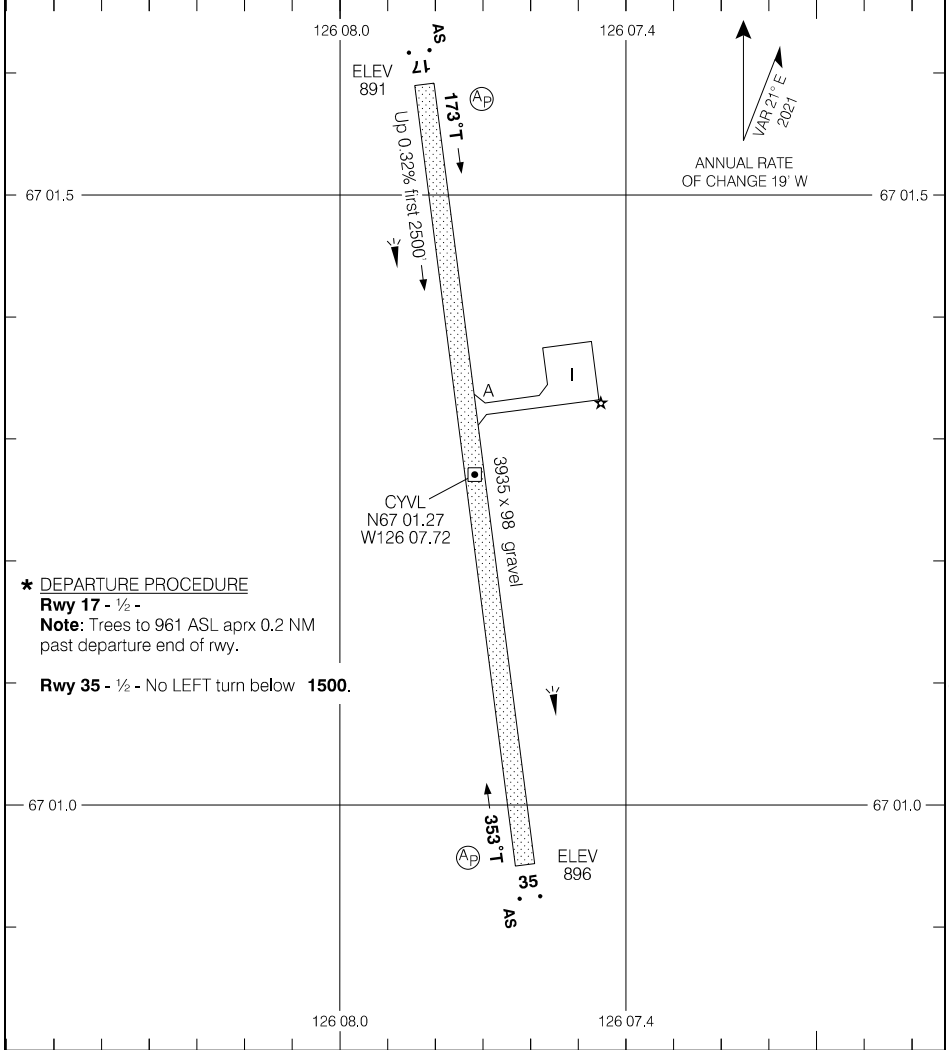 126 08.0
126 07.4
AS
17
ELEV
891
173°T
AP
Up 0.32% first 2500'
VAR 21° E
2021
ANNUAL RATE
OF CHANGE 19' W
67 01.5
67 01.5
A
I
CYVL
N67 01.27
W126 07.72
3935 x 98 gravel
* DEPARTURE PROCEDURE
Rwy 17 - ½ -
Note: Trees to 961 ASL aprx 0.2 NM
past departure end of rwy.
Rwy 35 - ½ - No LEFT turn below 1500.
67 01.0
67 01.0
353°T
AP
ELEV
896
35
AS
126 08.0
126 07.4